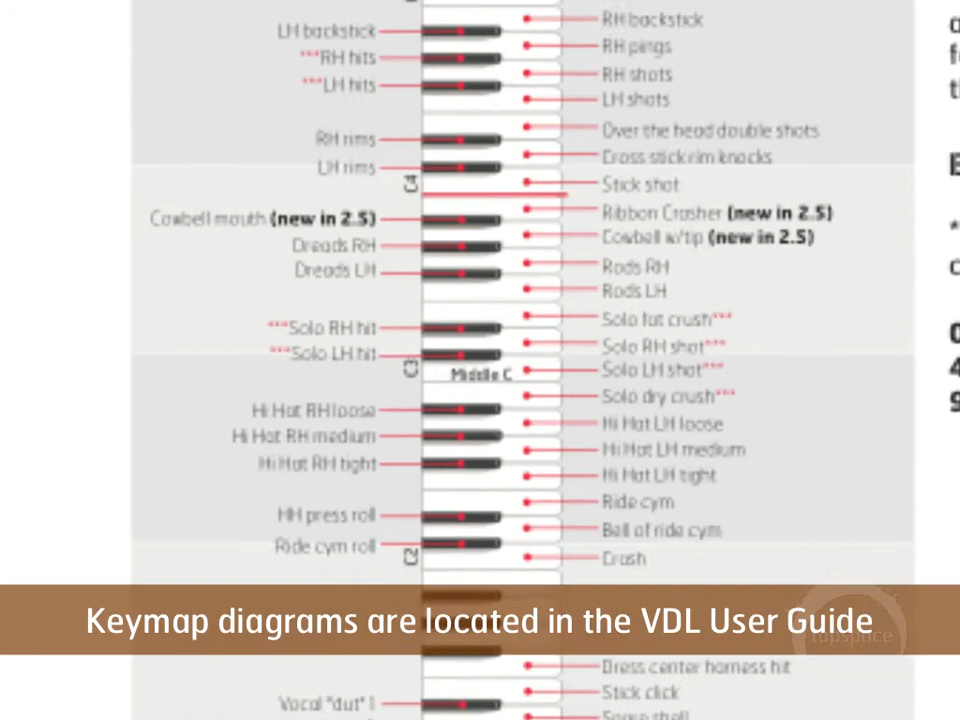 RH backstick
LH backstick
RH pings
***RH hits
RH shots
***LH hits
LH shots
Over the head double shots
RH rims
Cross stick rim knocks
LH rims
C4
Stick shot
Ribbon Crasher (new in 2.5)
Cowbell mouth (new in 2.5)
Cowbell w/tip (new in 2.5)
Dreads RH
Rods RH
Dreads LH
Rods LH
Solo fat crush***
***Solo RH hit
Solo RH shot***
***Solo LH hit
C3
Middle C
Solo LH shot***
Solo dry crush***
Hi Hat RH loose
Hi Hat LH loose
Hi Hat RH medium
Hi Hat LH medium
Hi Hat RH tight
Hi Hat LH tight
Ride cym
HH press roll
Bell of ride cym
Ride cym roll
C2
Crash
Keymap diagrams are located in the VDL User Guide
tapspace
Dress center harness hit
Stick click
Vocal "dut" 1